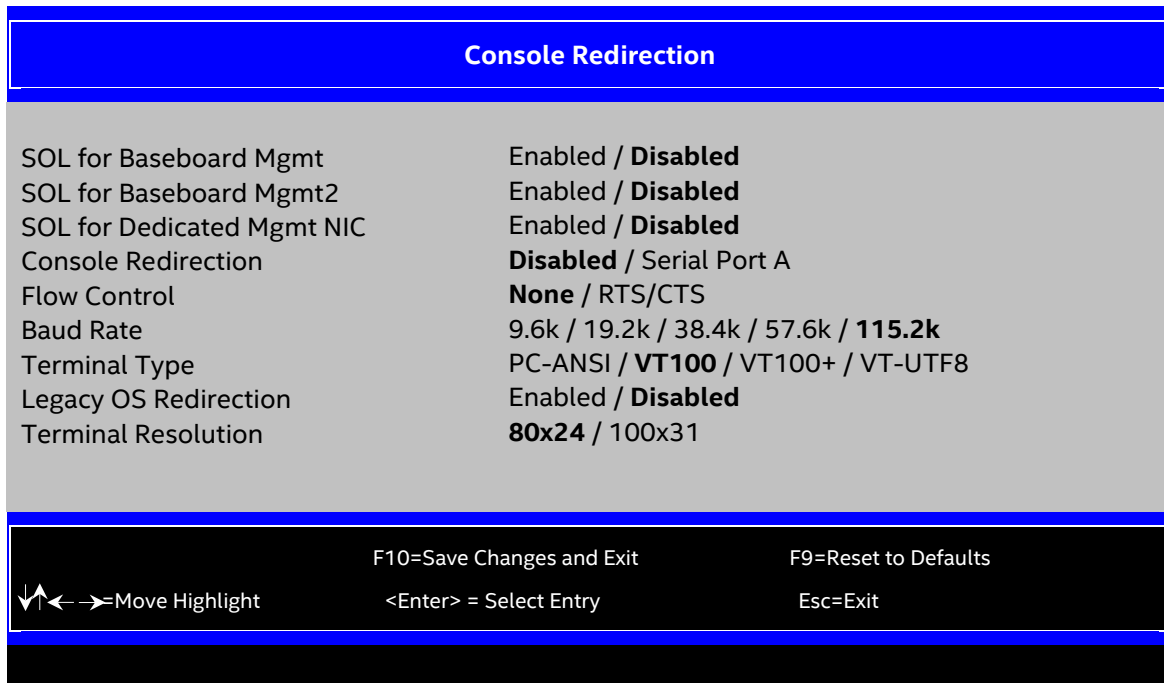 Console Redirection
SOL for Baseboard Mgmt Enabled / Disabled
SOL for Baseboard Mgmt2 Enabled / Disabled
SOL for Dedicated Mgmt NIC Enabled / Disabled
Console Redirection Disabled / Serial Port A
Flow Control None / RTS/CTS
Baud Rate 9.6k / 19.2k / 38.4k / 57.6k / 115.2k
Terminal Type PC-ANSI / VT100 / VT100+ / VT-UTF8
Legacy OS Redirection Enabled / Disabled
Terminal Resolution 80x24 / 100x31
F10=Save Changes and Exit F9=Reset to Defaults
↓↑← →=Move Highlight <Enter> = Select Entry Esc=Exit